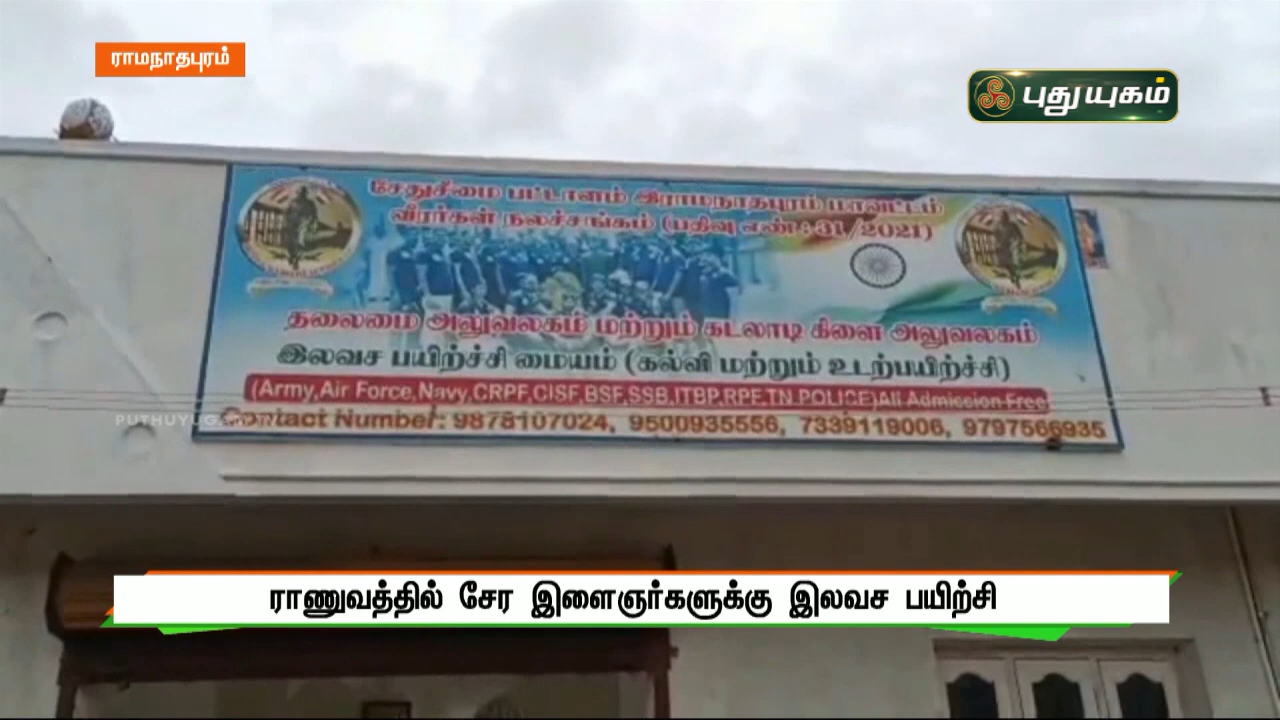 ராமநாதபுரம்
புதுயுகம்
சேதுசீமை பட்டாளம் இராமநாதபுரம் மாவட்டம்
வீரர்கள் நலச்சங்கம் (பதிவு எண் : 31/2021)
தலைமை அலுவலகம் மற்றும் கடலாடி கிளை அலுவலகம்
இலவச பயிற்ச்சி மையம் (கல்வி மற்றும் உடற்பயிற்ச்சி)
(Army,Air Force,Navy,CRPF,CISF,BSF,SSB,ITBP,RPF,TN.POLICE)All Admission Free
Contact Number: 9878107024, 9500935556, 7339119006, 9797566935
ராணுவத்தில் சேர இளைஞர்களுக்கு இலவச பயிற்சி